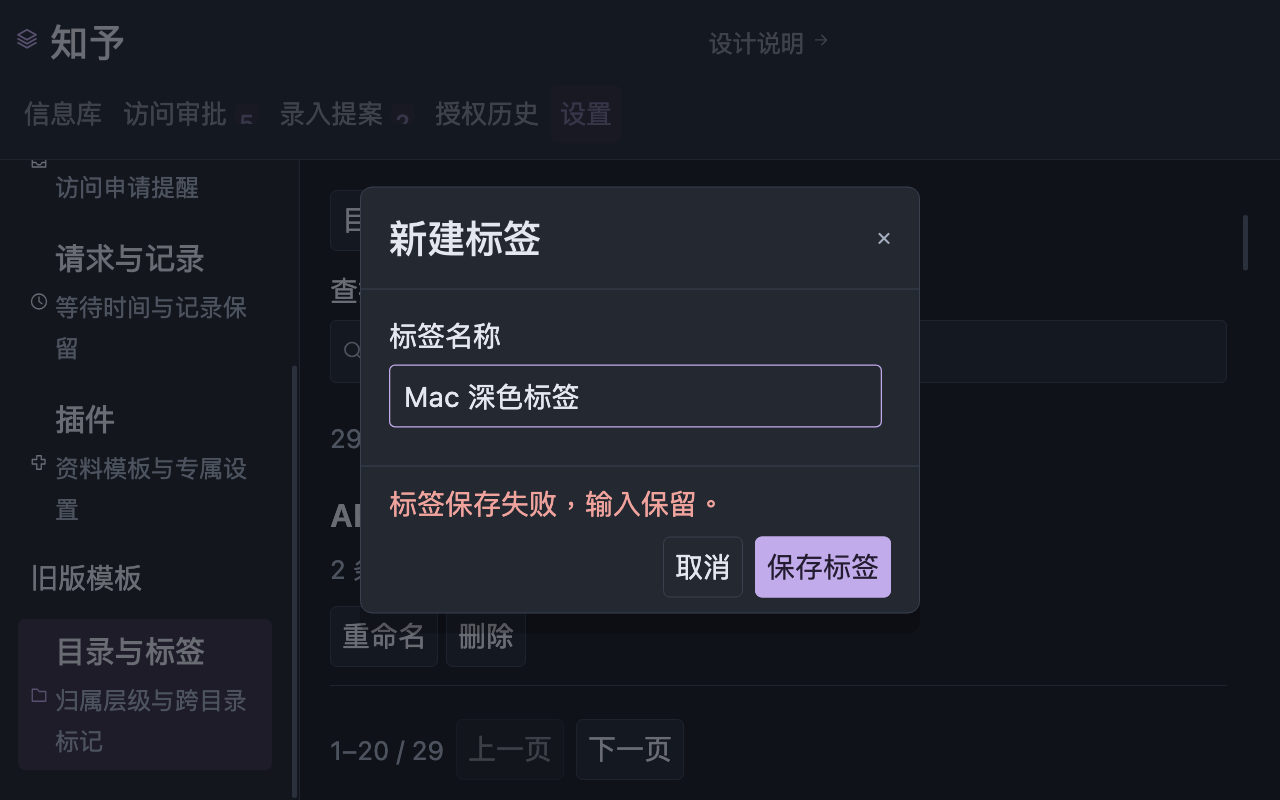 知予
设计说明 →
信息库 访问审批 录入提案 授权历史 设置
访问申请提醒
请求与记录
等待时间与记录保
留
插件
资料模板与专属设
置
旧版模板
目录与标签
归属层级与跨目录
标记
新建标签
×
标签名称
Mac 深色标签
标签保存失败，输入保留。
取消 保存标签
29
2
重命名 删除
1–20 / 29 上一页 下一页